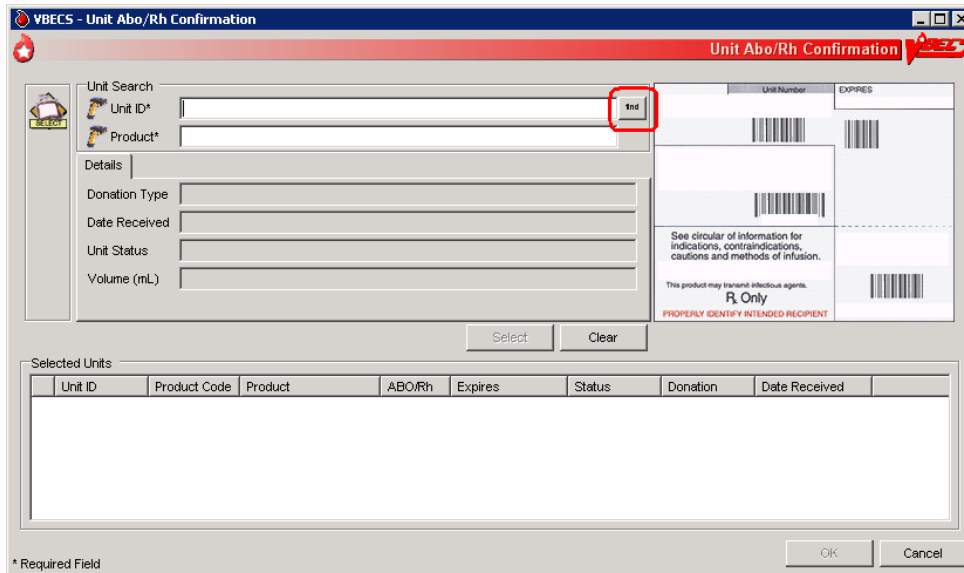 VBECS - Unit Abo/Rh Confirmation
Unit Abo/Rh Confirmation VBECS
SELECT
Unit Search
Unit ID*
Product*
Details
Donation Type
Date Received
Unit Status
Volume (mL)
Unit Number EXPIRES
See circular of information for
indications, contraindications,
cautions and methods of infusion.
This product may transmit infectious agents.
Rx Only
PROPERLY IDENTIFY INTENDED RECIPIENT
Select Clear
Selected Units
Unit ID Product Code Product ABO/Rh Expires Status Donation Date Received
OK Cancel
* Required Field